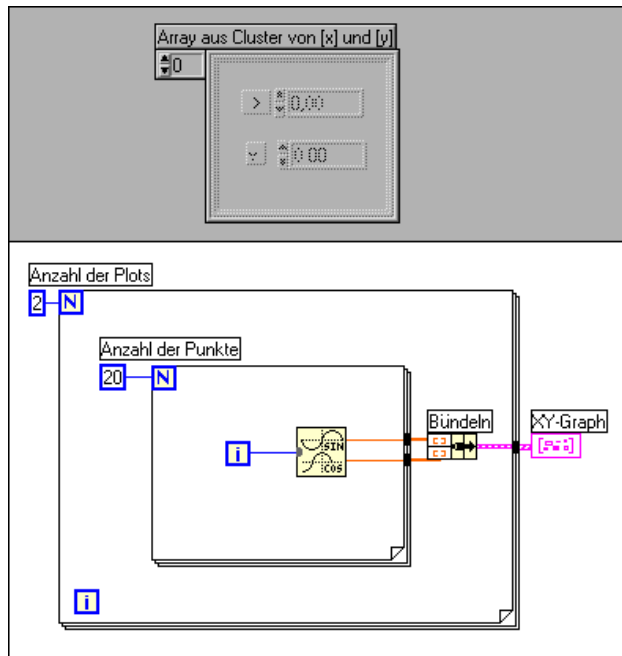 Array aus Cluster von [x] und [y]
0
0,00
0,00
Anzahl der Plots
2 N
Anzahl der Punkte
20 N
i
SIN
COS
Bündeln
XY-Graph
i